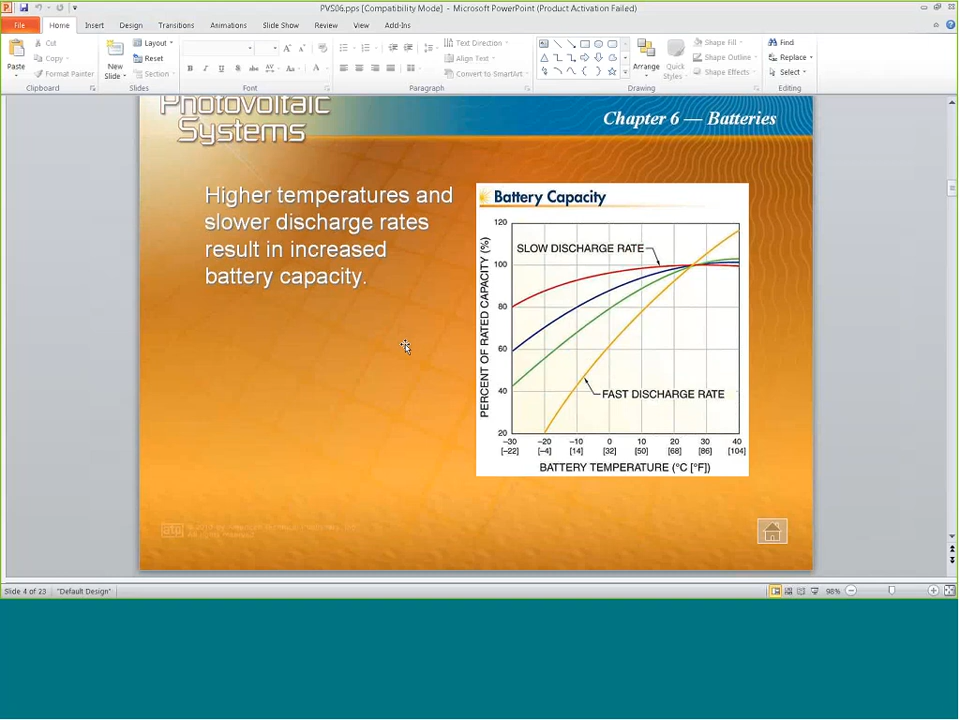 PVS06.pps [Compatibility Mode] - Microsoft PowerPoint (Product Activation Failed)
File Home Insert Design Transitions Animations Slide Show Review View Add-Ins
Paste
Cut
Copy
Format Painter
Clipboard
New
Slide
Layout
Reset
Section
Slides
B I U S abc AV Aa A
Font
Paragraph
Text Direction
Align Text
Convert to SmartArt
Arrange
Quick
Styles
Shape Fill
Shape Outline
Shape Effects
Drawing
Find
Replace
Select
Editing
Photovoltaic
Systems
Chapter 6 — Batteries
Higher temperatures and
slower discharge rates
result in increased
battery capacity.
Battery Capacity
PERCENT OF RATED CAPACITY (%)
120
100
80
60
40
20
SLOW DISCHARGE RATE
FAST DISCHARGE RATE
–30 –20 –10 0 10 20 30 40
[–22] [–4] [14] [32] [50] [68] [86] [104]
BATTERY TEMPERATURE (°C [°F])
atp
Slide 4 of 23 "Default Design" 98%